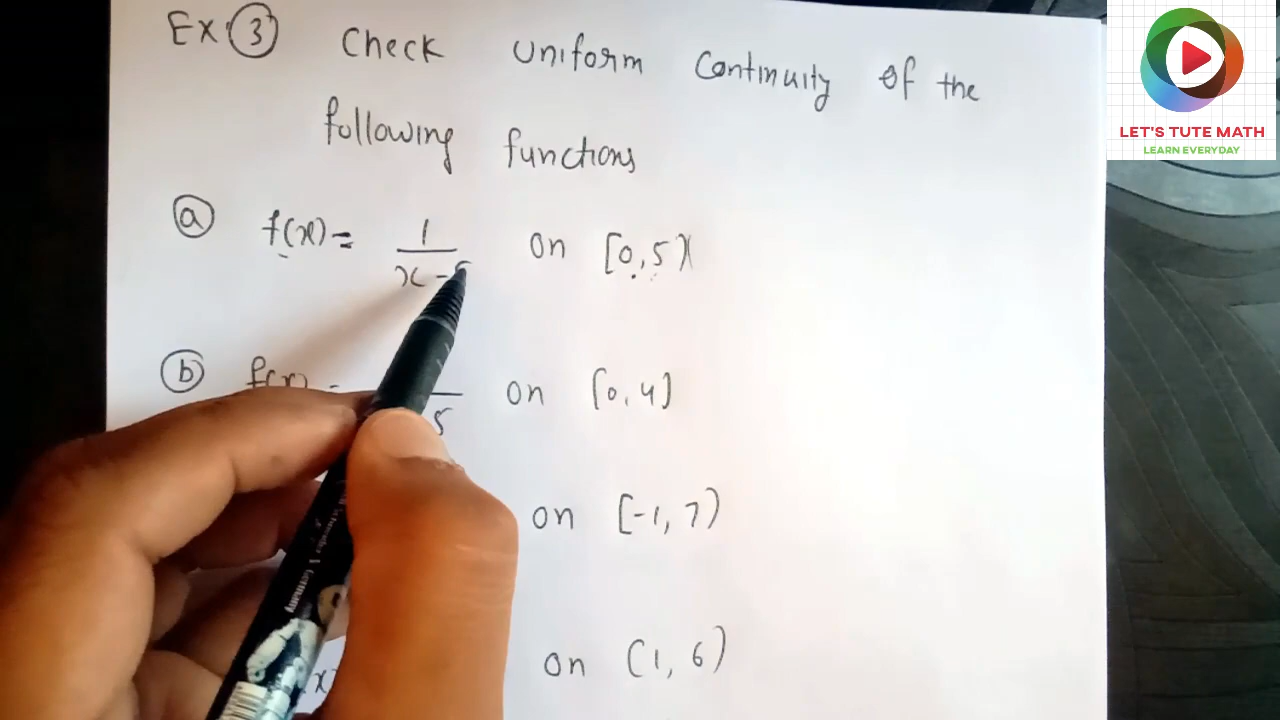 Ex. 3 Check uniform continuity of the
following functions
a f(x) = 1/x-5 on [0,5)
b f(x) = 5 on [0,4]
on [-1,7)
on (1,6)
LET'S TUTE MATH
LEARN EVERYDAY